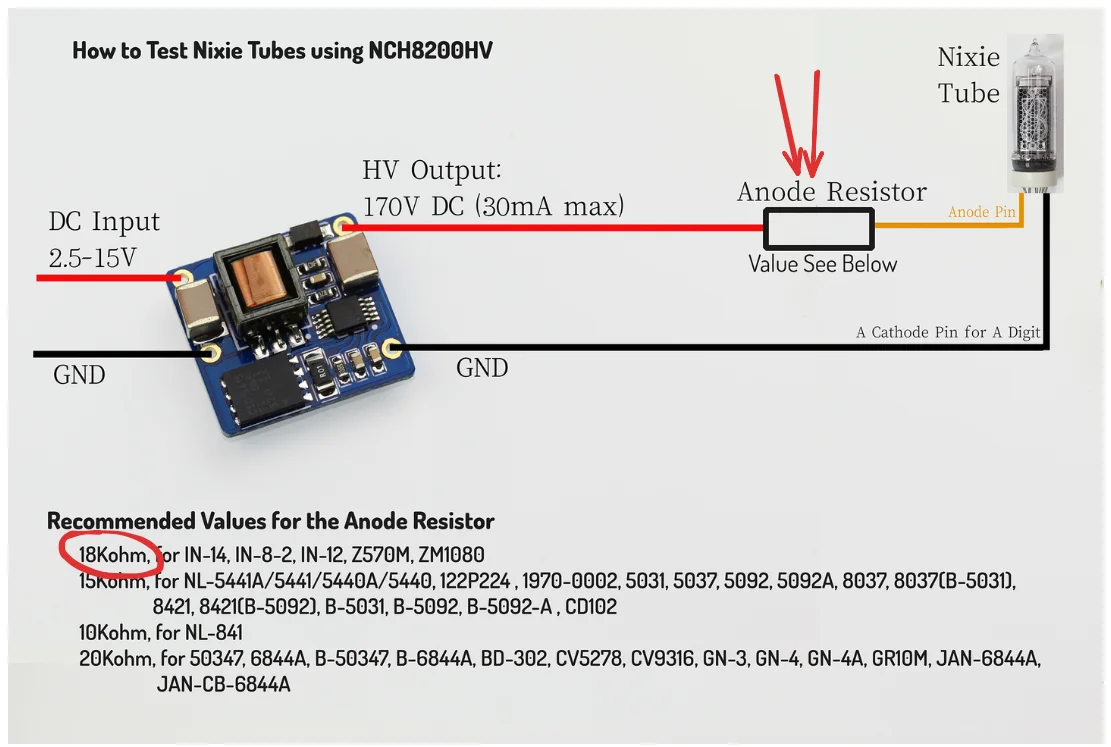 How to Test Nixie Tubes using NCH8200HV
Nixie
Tube
HV Output:
170V DC (30mA max)
Anode Resistor
DC Input
2.5-15V
Anode Pin
Value See Below
A Cathode Pin for A Digit
GND
GND
Recommended Values for the Anode Resistor
18Kohm, for IN-14, IN-8-2, IN-12, Z570M, ZM1080
15Kohm, for NL-5441A/5441/5440A/5440, 122P224 , 1970-0002, 5031, 5037, 5092, 5092A, 8037, 8037(B-5031),
8421, 8421(B-5092), B-5031, B-5092, B-5092-A , CD102
10Kohm, for NL-841
20Kohm, for 50347, 6844A, B-50347, B-6844A, BD-302, CV5278, CV9316, GN-3, GN-4, GN-4A, GR10M, JAN-6844A,
JAN-CB-6844A